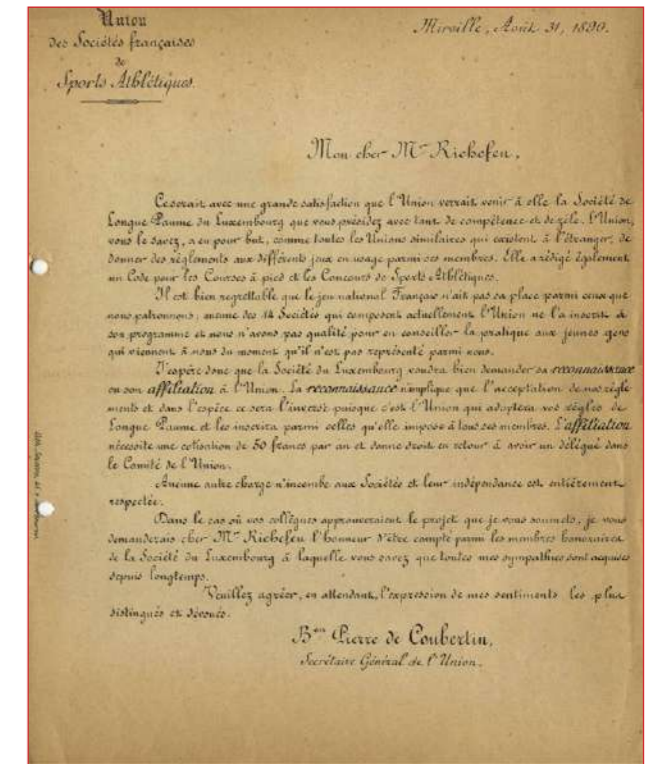 Union
des Sociétés françaises
de
Sports Athlétiques.
Mirville, Août 31, 1890.
Mon cher Mr Richefeu,
Ce serait avec une grande satisfaction que l'Union verrait venir à elle la Société de
Longue Paume du Luxembourg que vous présidez avec tant de compétence et de zèle. L'Union,
vous le savez, a eu pour but, comme toutes les Unions similaires qui existent à l'étranger, de
donner des règlements aux différents jeux en usage parmi ses membres. Elle a rédigé également
un Code pour les Courses à pied et les Concours de Sports Athlétiques.
Il est bien regrettable que le jeu national Français n'ait pas sa place parmi ceux que
nous patronnons; aucune des 14 Sociétés qui composent actuellement l'Union ne l'a inscrit à
son programme et nous n'avons pas qualité pour en conseiller la pratique aux jeunes gens
qui viennent à nous du moment qu'il n'est pas représenté parmi nous.
J'espère donc que la Société du Luxembourg voudra bien demander sa reconnaissance
ou son affiliation à l'Union. La reconnaissance n'implique que l'acceptation de nos règle-
ments et dans l'espèce ce sera l'inverse puisque c'est l'Union qui adoptera vos règles de
Longue Paume et les inscrira parmi celles qu'elle impose à tous ses membres. L'affiliation
nécessite une cotisation de 50 francs par an et donne droit en retour à avoir un délégué dans
le Comité de l'Union.
Aucune autre charge n'incombe aux Sociétés et leur indépendance est entièrement
respectée.
Dans le cas où vos collègues approuveraient le projet que je vous soumets, je vous
demanderais cher Mr Richefeu l'honneur d'être compté parmi les membres honoraires
de la Société du Luxembourg à laquelle vous savez que toutes mes sympathies sont acquises
depuis longtemps.
Veuillez agréer, en attendant, l'expression de mes sentiments les plus
distingués et dévoués.
Bon Pierre de Coubertin,
Secrétaire Général de l'Union.